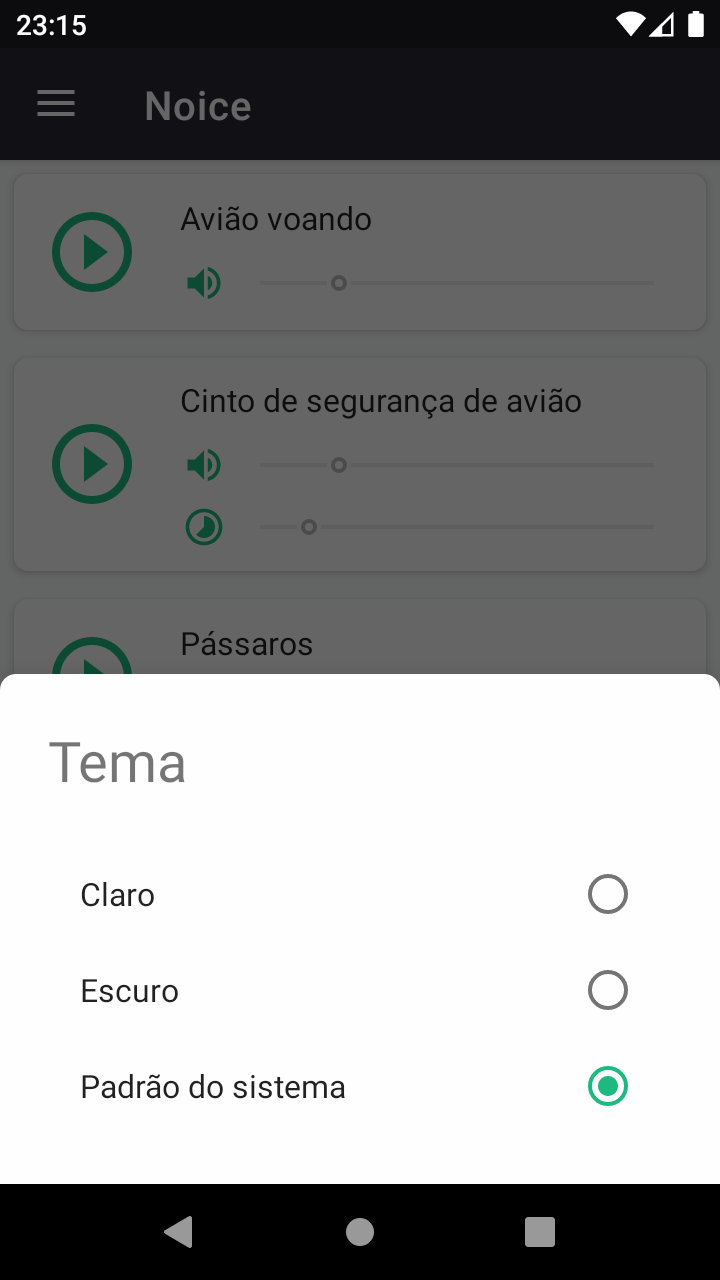 23:15
Noice
Avião voando
Cinto de segurança de avião
Pássaros
Tema
Claro
Escuro
Padrão do sistema